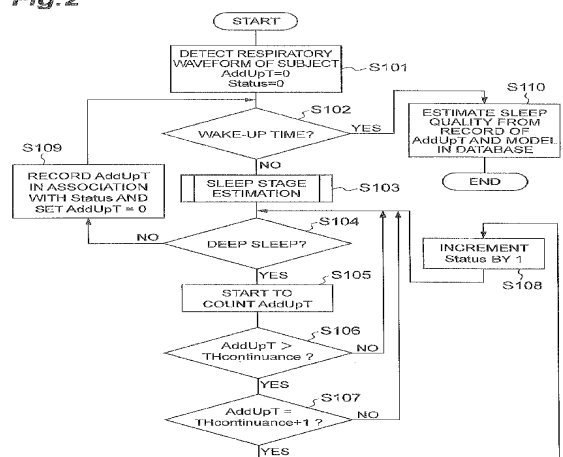 Fig.2
START
DETECT RESPIRATORY
WAVEFORM OF SUBJECT
AddUpT=0
Status=0
S101
S102
WAKE-UP TIME?
YES
NO
S110
ESTIMATE SLEEP
QUALITY FROM
RECORD OF
AddUpT AND MODEL
IN DATABASE
END
S109
RECORD AddUpT
IN ASSOCIATION
WITH Status AND
SET AddUpT = 0
SLEEP STAGE
ESTIMATION
S103
S104
DEEP SLEEP?
NO
YES
S105
START TO
COUNT AddUpT
INCREMENT
Status BY 1
S108
S106
AddUpT >
THcontinuance ?
NO
YES
S107
AddUpT =
THcontinuance+1 ?
NO
YES